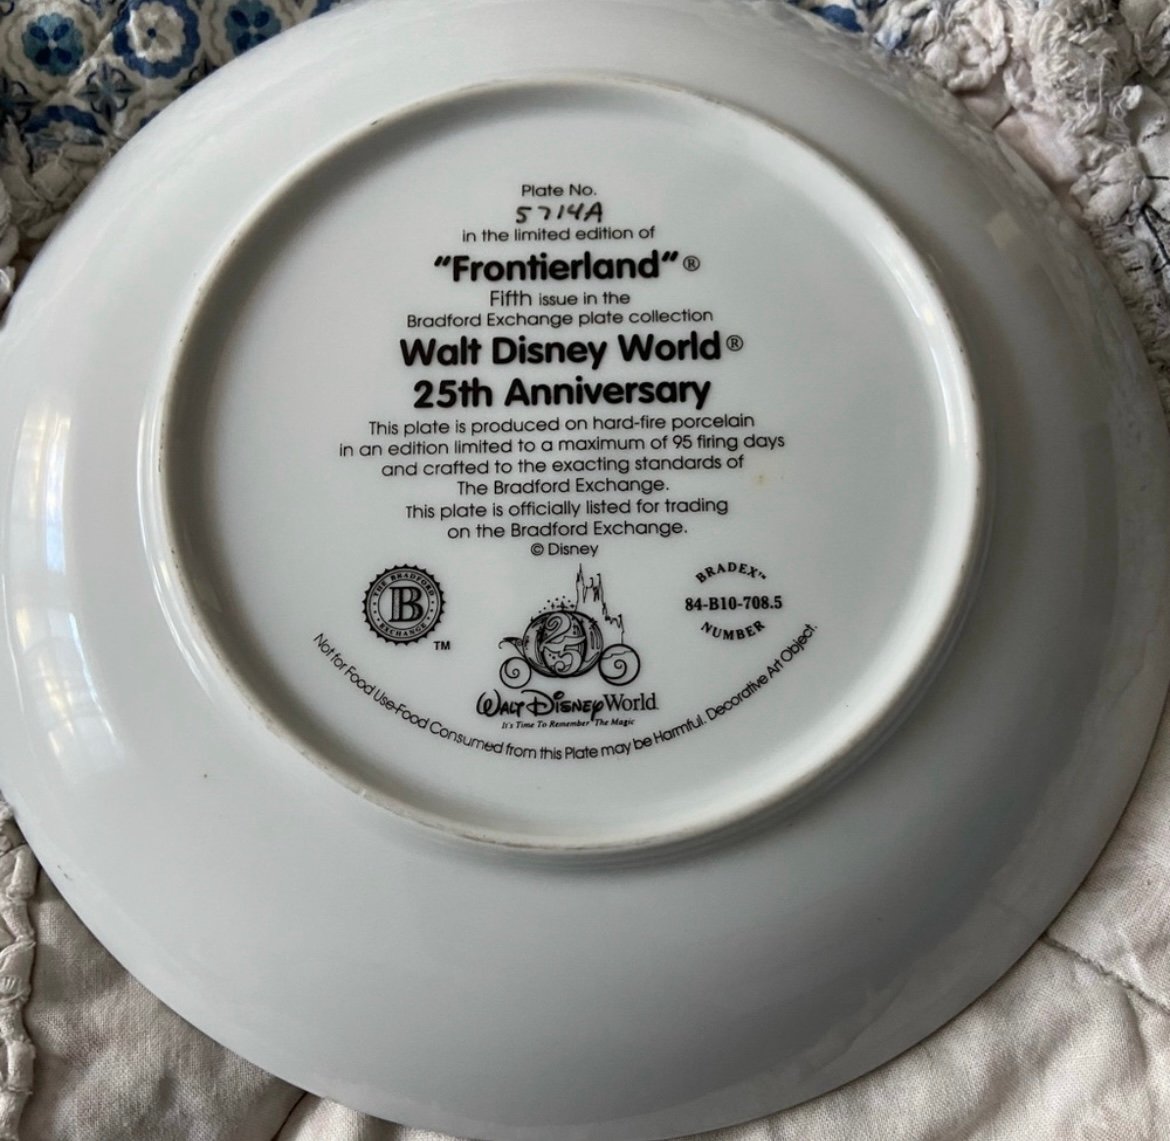 Plate No.
5714A
in the limited edition of
"Frontierland"®
Fifth issue in the
Bradford Exchange plate collection
Walt Disney World®
25th Anniversary
This plate is produced on hard-fire porcelain
in an edition limited to a maximum of 95 firing days
and crafted to the exacting standards of
The Bradford Exchange.
This plate is officially listed for trading
on the Bradford Exchange.
© Disney
THE BRADFORD
B
EXCHANGE
TM
25
BRADEX™
84-B10-708.5
NUMBER
WALT DISNEY World
It's Time To Remember The Magic
Not for Food Use-Food Consumed from this Plate may be Harmful. Decorative Art Object.